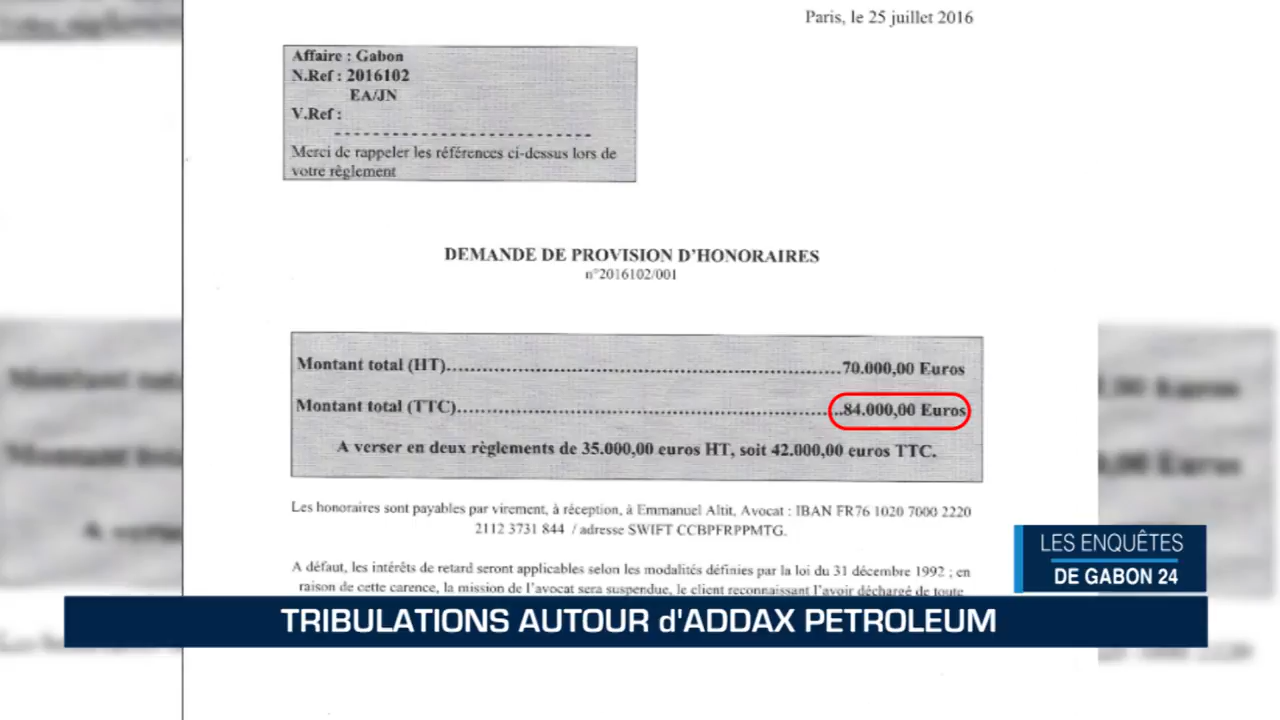 Paris, le 25 juillet 2016
Affaire : Gabon
N.Ref : 2016102
EA/JN
V.Ref :
Merci de rappeler les références ci-dessus lors de
votre règlement
DEMANDE DE PROVISION D'HONORAIRES
n°2016102/001
Montant total (HT)..........................................................................70.000,00 Euros
Montant total (TTC)........................................................................84.000,00 Euros
A verser en deux règlements de 35.000,00 euros HT, soit 42.000,00 euros TTC.
Les honoraires sont payables par virement, à réception, à Emmanuel Altit, Avocat : IBAN FR76 1020 7000 2220
2112 3731 844 / adresse SWIFT CCBPFRPPMTG.
A défaut, les intérêts de retard seront applicables selon les modalités définies par la loi du 31 décembre 1992 ; en
raison de cette carence, la mission de l'avocat sera suspendue, le client reconnaissant l'avoir déchargé de toute
LES ENQUÊTES
DE GABON 24
TRIBULATIONS AUTOUR d'ADDAX PETROLEUM